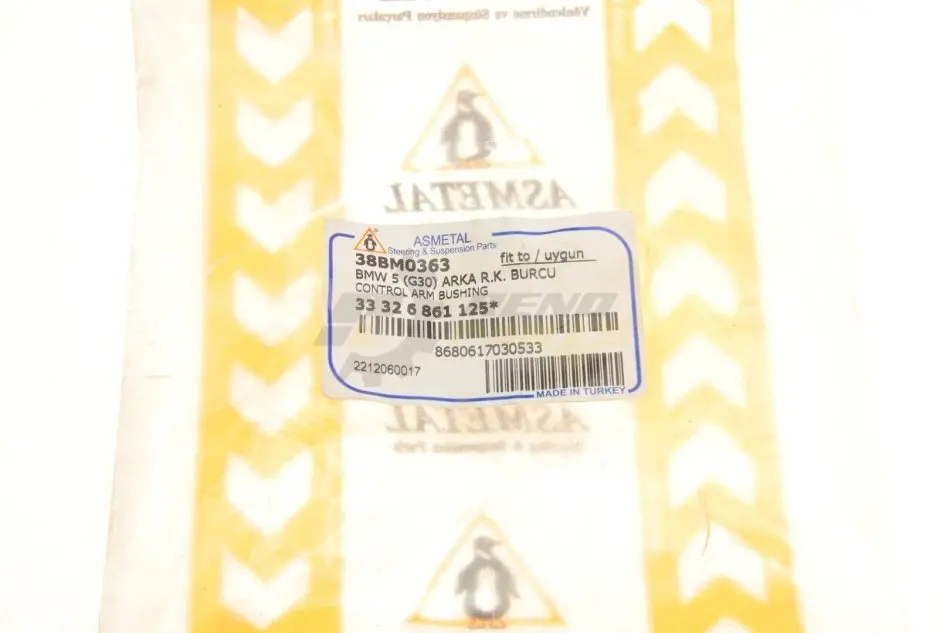 Yönlendirme ve Süspansiyon Parçaları
ASMETAL
ASMETAL
Steering & Suspension Parts
38BM0363 fit to / uygun
BMW 5 (G30) ARKA R.K. BURCU
CONTROL ARM BUSHING
33 32 6 861 125*
8680617030533
2212060017
MADE IN TURKEY
ASMETAL
Steering & Suspension Parts